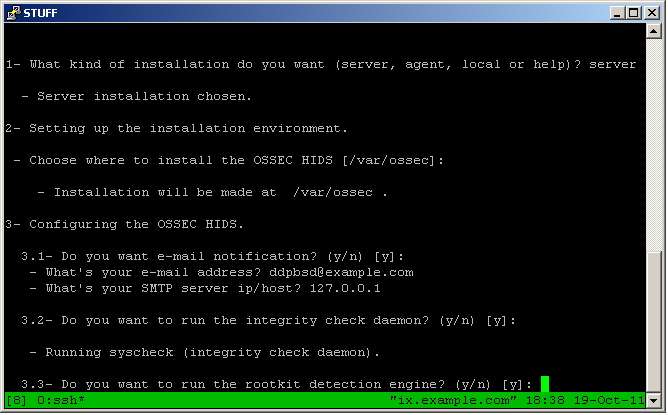 STUFF
1- What kind of installation do you want (server, agent, local or help)? server
- Server installation chosen.
2- Setting up the installation environment.
- Choose where to install the OSSEC HIDS [/var/ossec]:
- Installation will be made at  /var/ossec .
3- Configuring the OSSEC HIDS.
3.1- Do you want e-mail notification? (y/n) [y]:
- What's your e-mail address? ddpbsd@example.com
- What's your SMTP server ip/host? 127.0.0.1
3.2- Do you want to run the integrity check daemon? (y/n) [y]:
- Running syscheck (integrity check daemon).
3.3- Do you want to run the rootkit detection engine? (y/n) [y]:
[8] 0:ssh* "ix.example.com" 18:38 19-Oct-11